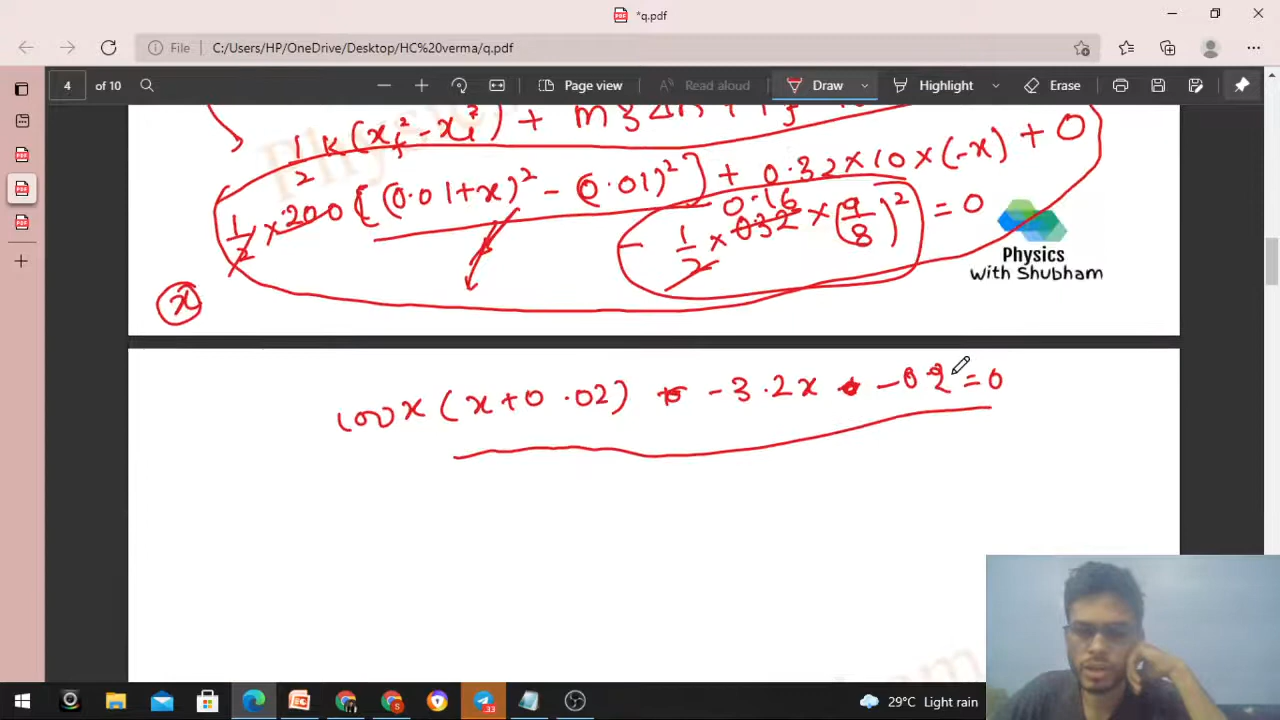 *q.pdf
File C:/Users/HP/OneDrive/Desktop/HC%20verma/q.pdf
4 of 10 Page view Read aloud Draw Highlight Erase
1/2 k(x_f² - x_i²) +
1/2 × 200 [(0.01+x)² - (0.01)²] + 0.32 × 10 × (-x) + 0
0.16
- 1/2 × 0.32 × (9/8)² = 0
x
Physics
With Shubham
100x (x+0.02) - 3.2x - 0.2 = 0
33
29°C Light rain